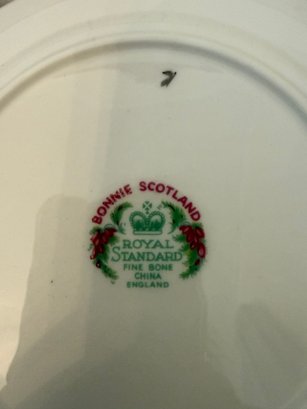 BONNIE SCOTLAND
ROYAL
STANDARD
FINE BONE
CHINA
ENGLAND